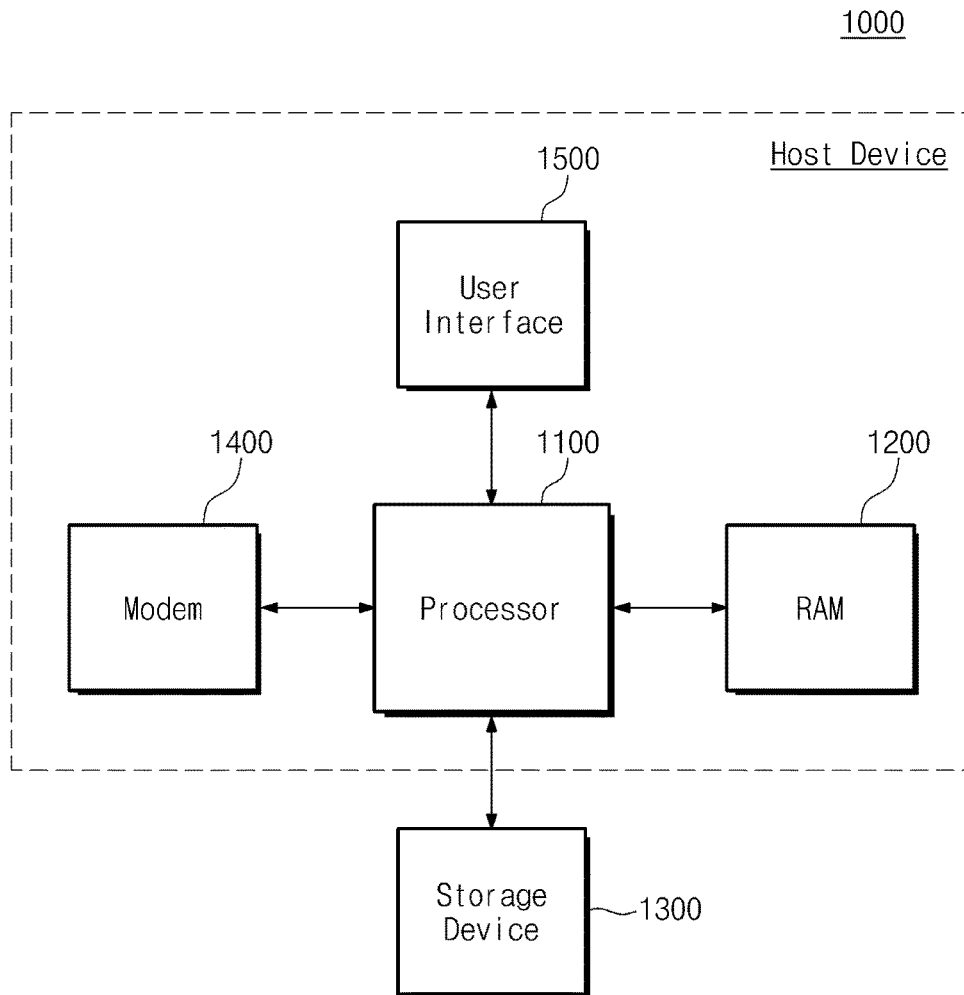 1000
Host Device
1500
User
Interface
1400
1100
1200
Modem
Processor
RAM
Storage
Device
1300